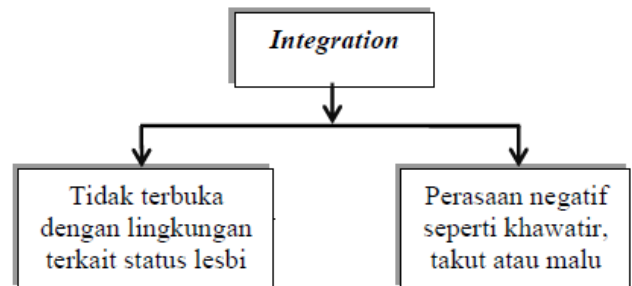 Integration
Tidak terbuka
dengan lingkungan
terkait status lesbi
Perasaan negatif
seperti khawatir,
takut atau malu